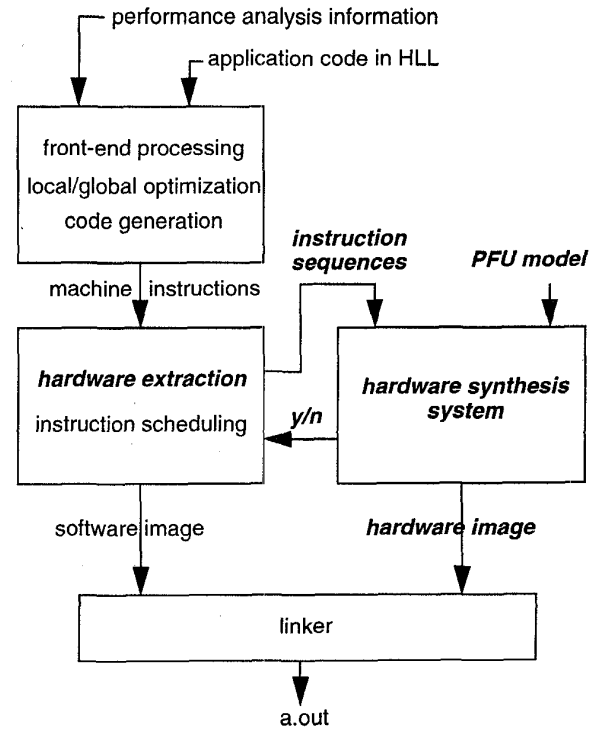 performance analysis information
application code in HLL
front-end processing
local/global optimization
code generation
instruction
sequences
PFU model
machine instructions
hardware extraction
instruction scheduling
y/n
hardware synthesis
system
software image
hardware image
linker
a.out